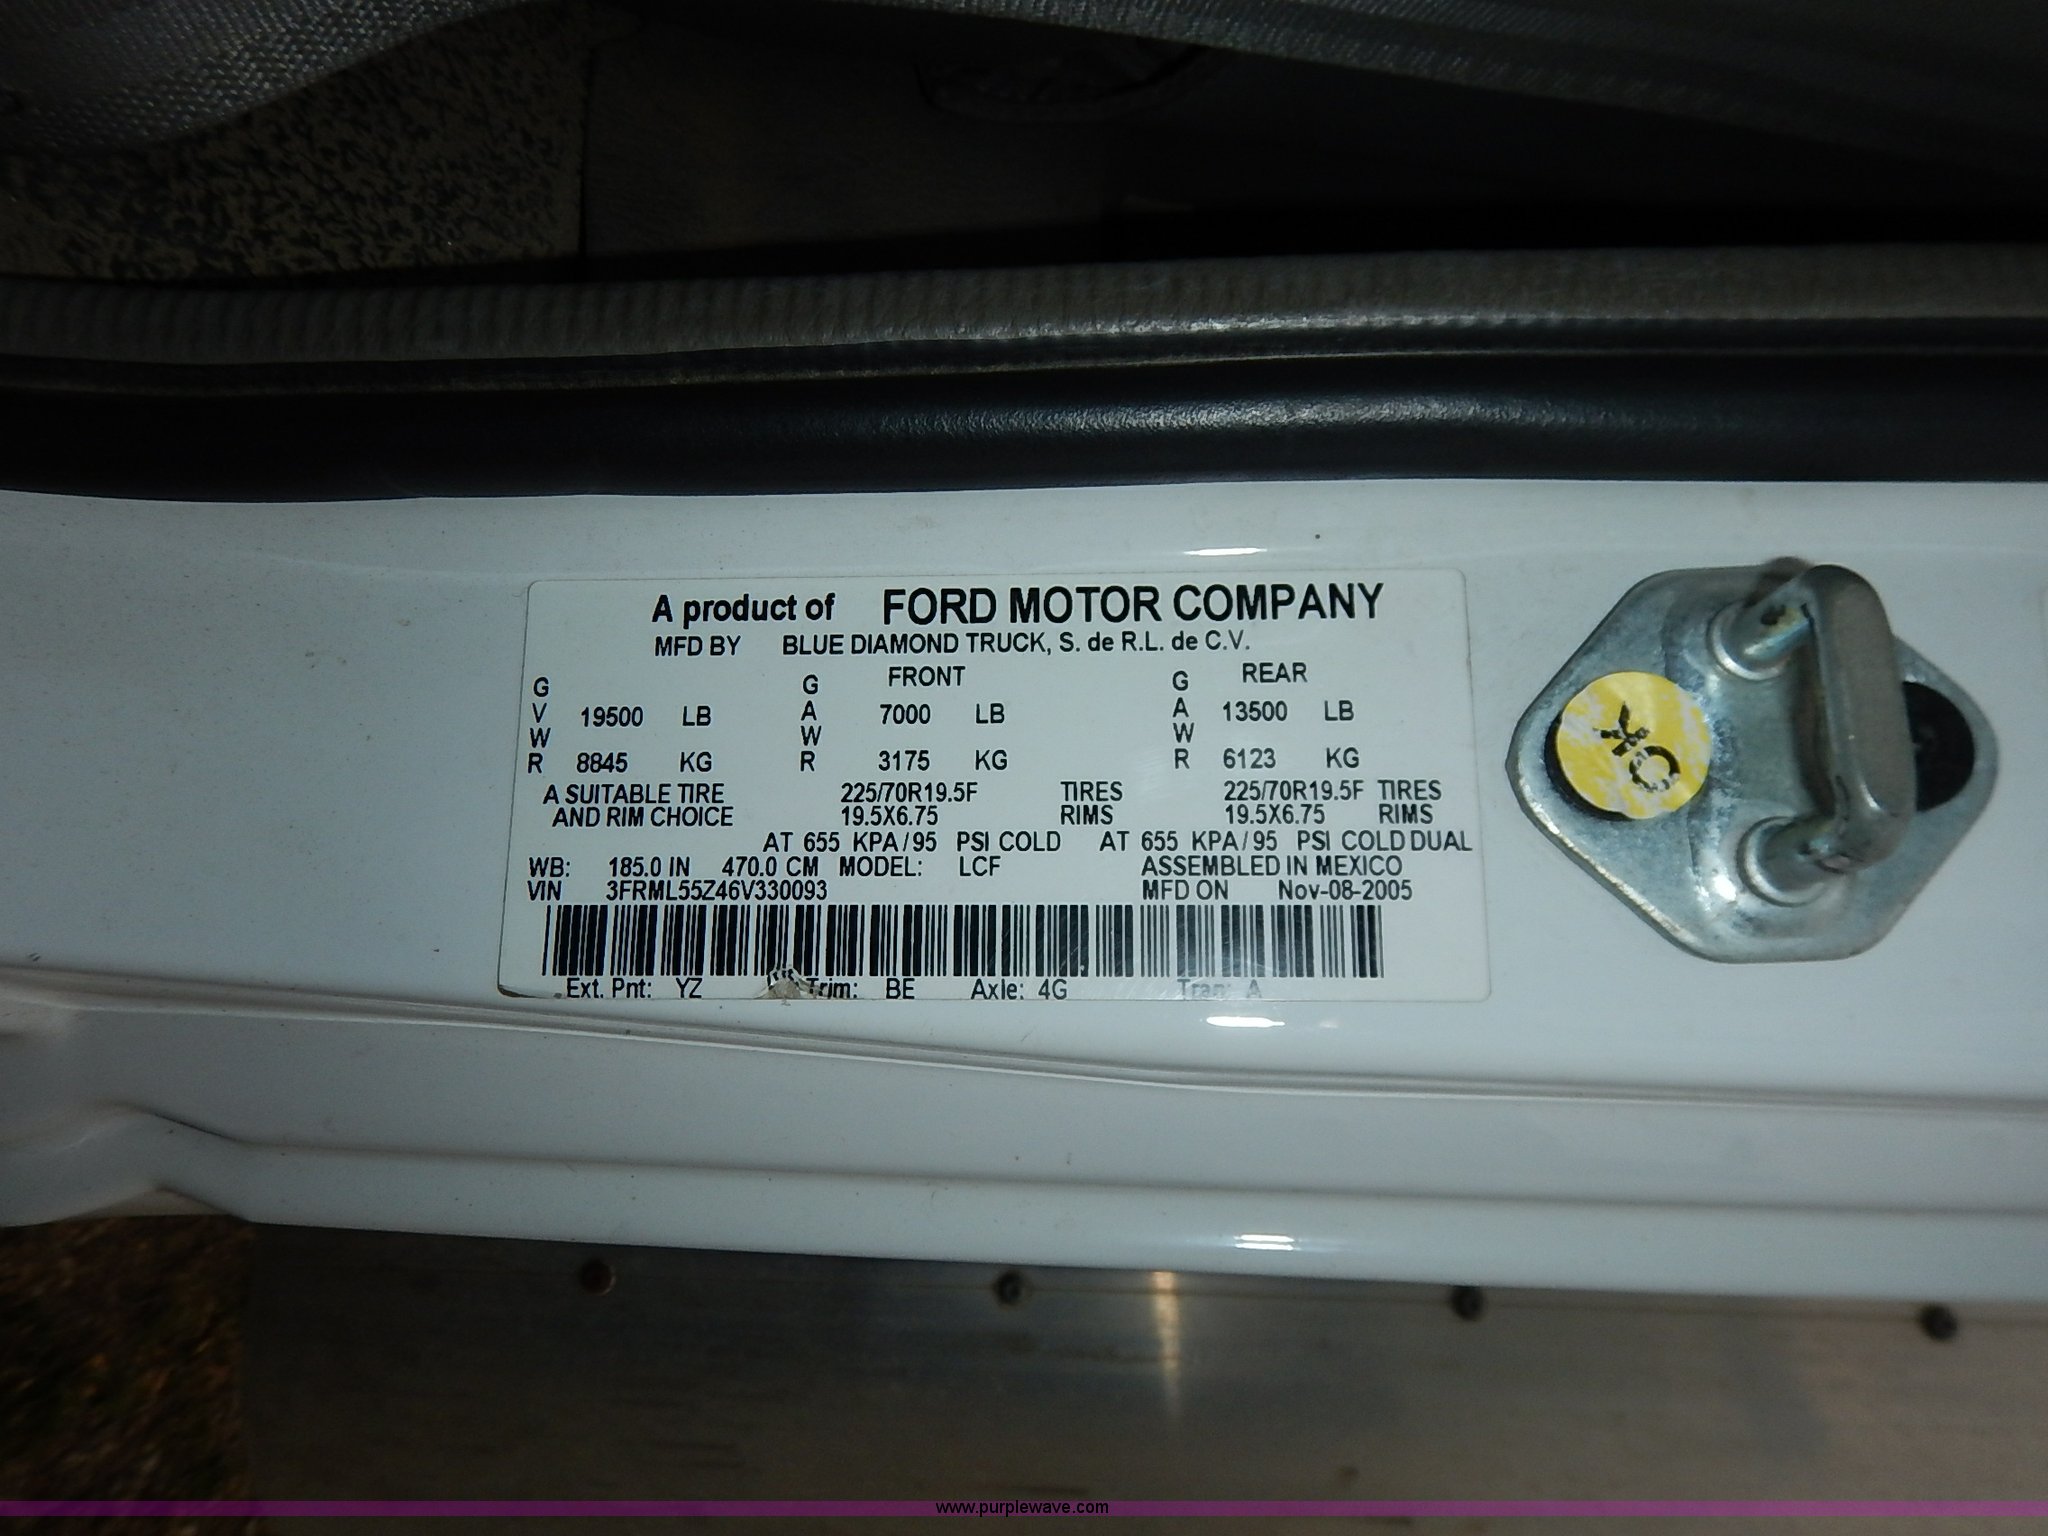 A product of FORD MOTOR COMPANY
MFD BY BLUE DIAMOND TRUCK, S. de R.L. de C.V.
GVWR 19500 LB 8845 KG
FRONT GAWR 7000 LB 3175 KG
REAR GAWR 13500 LB 6123 KG
A SUITABLE TIRE 225/70R19.5F TIRES 225/70R19.5F TIRES
AND RIM CHOICE 19.5X6.75 RIMS 19.5X6.75 RIMS
AT 655 KPA/95 PSI COLD AT 655 KPA/95 PSI COLD DUAL
WB: 185.0 IN 470.0 CM MODEL: LCF ASSEMBLED IN MEXICO
VIN 3FRML55Z46V330093 MFD ON Nov-08-2005
Ext. Pnt: YZ Trim: BE Axle: 4G Tran: A
OK
www.purplewave.com